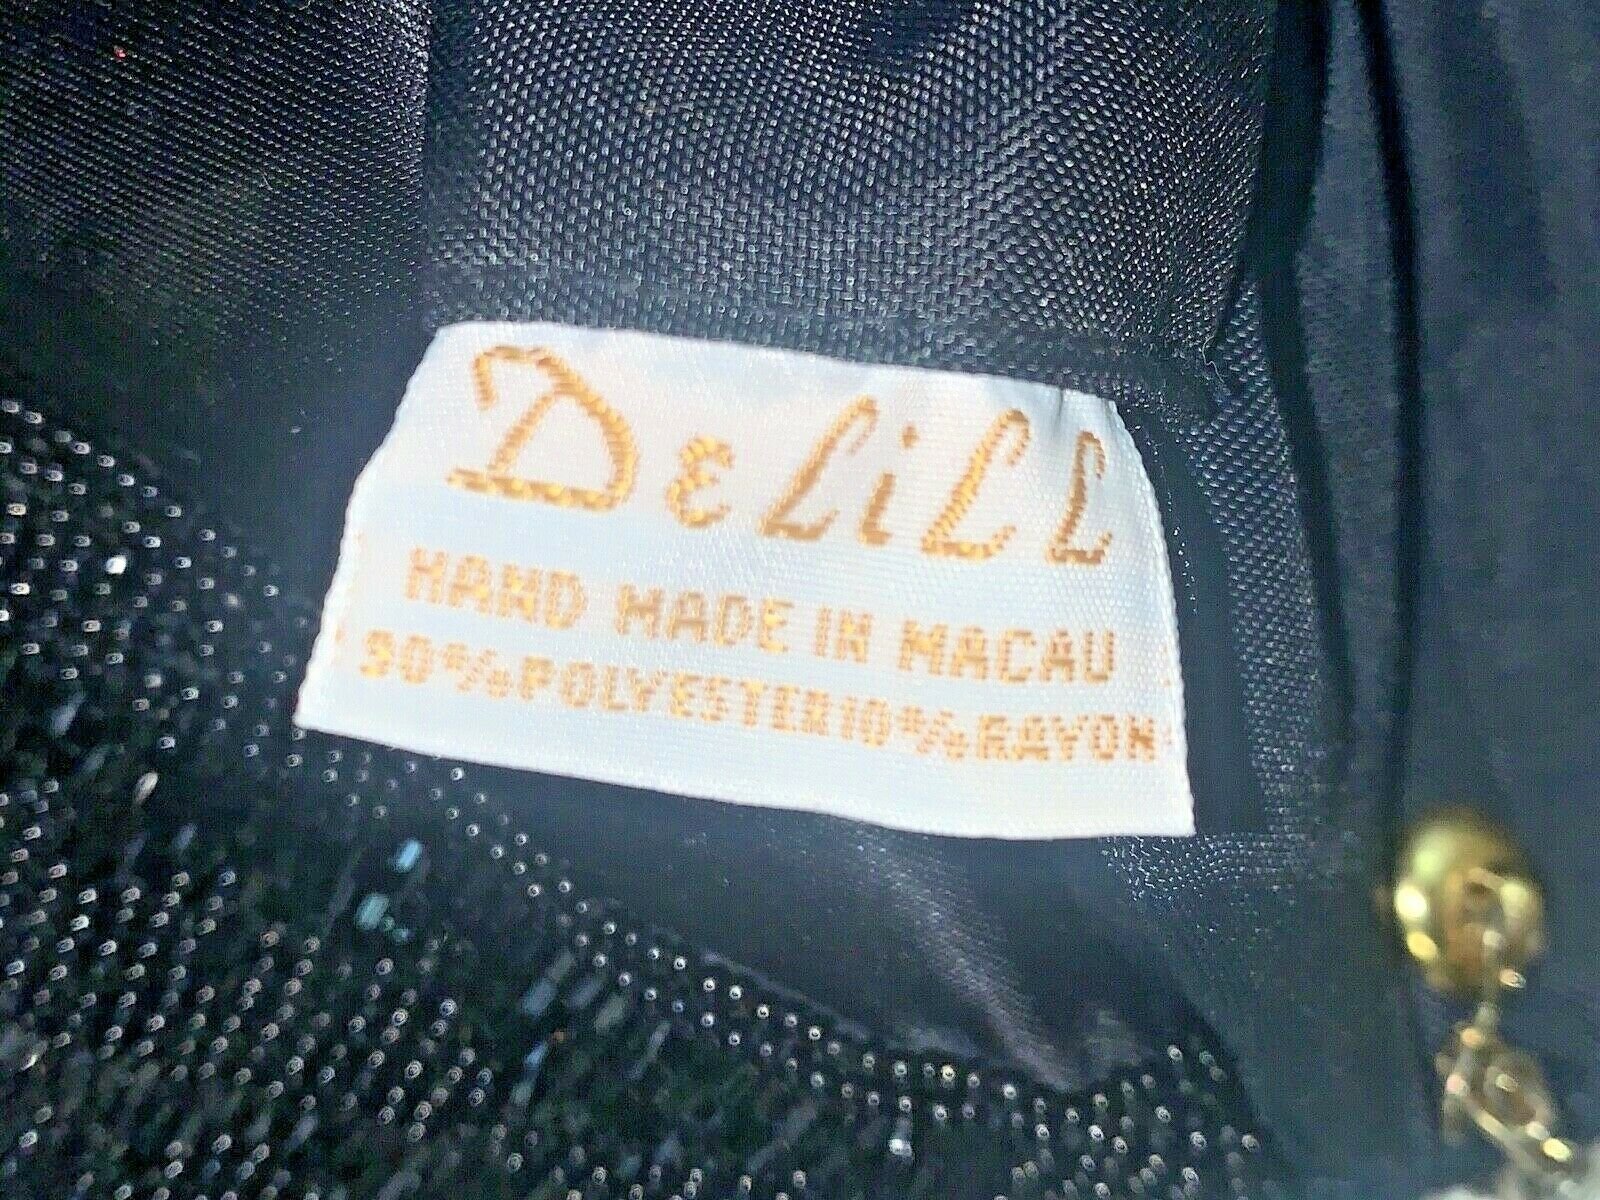 DeLiLL
HAND MADE IN MACAU
90%POLYESTER10%RAYON